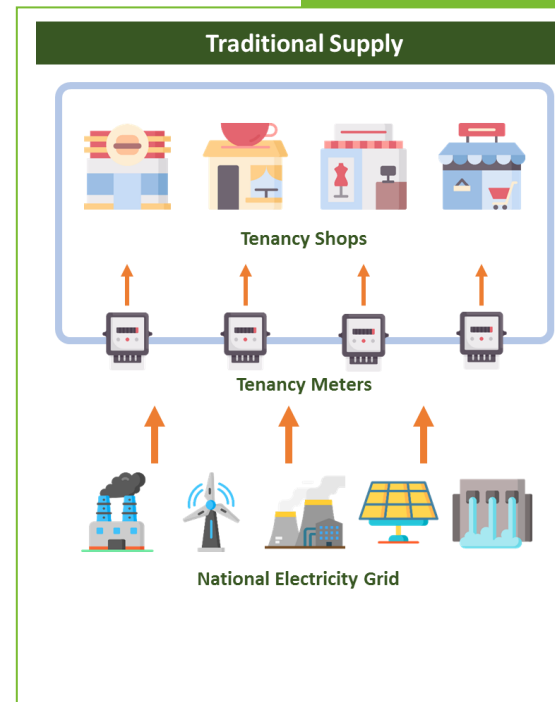 Traditional Supply
Tenancy Shops
Tenancy Meters
National Electricity Grid